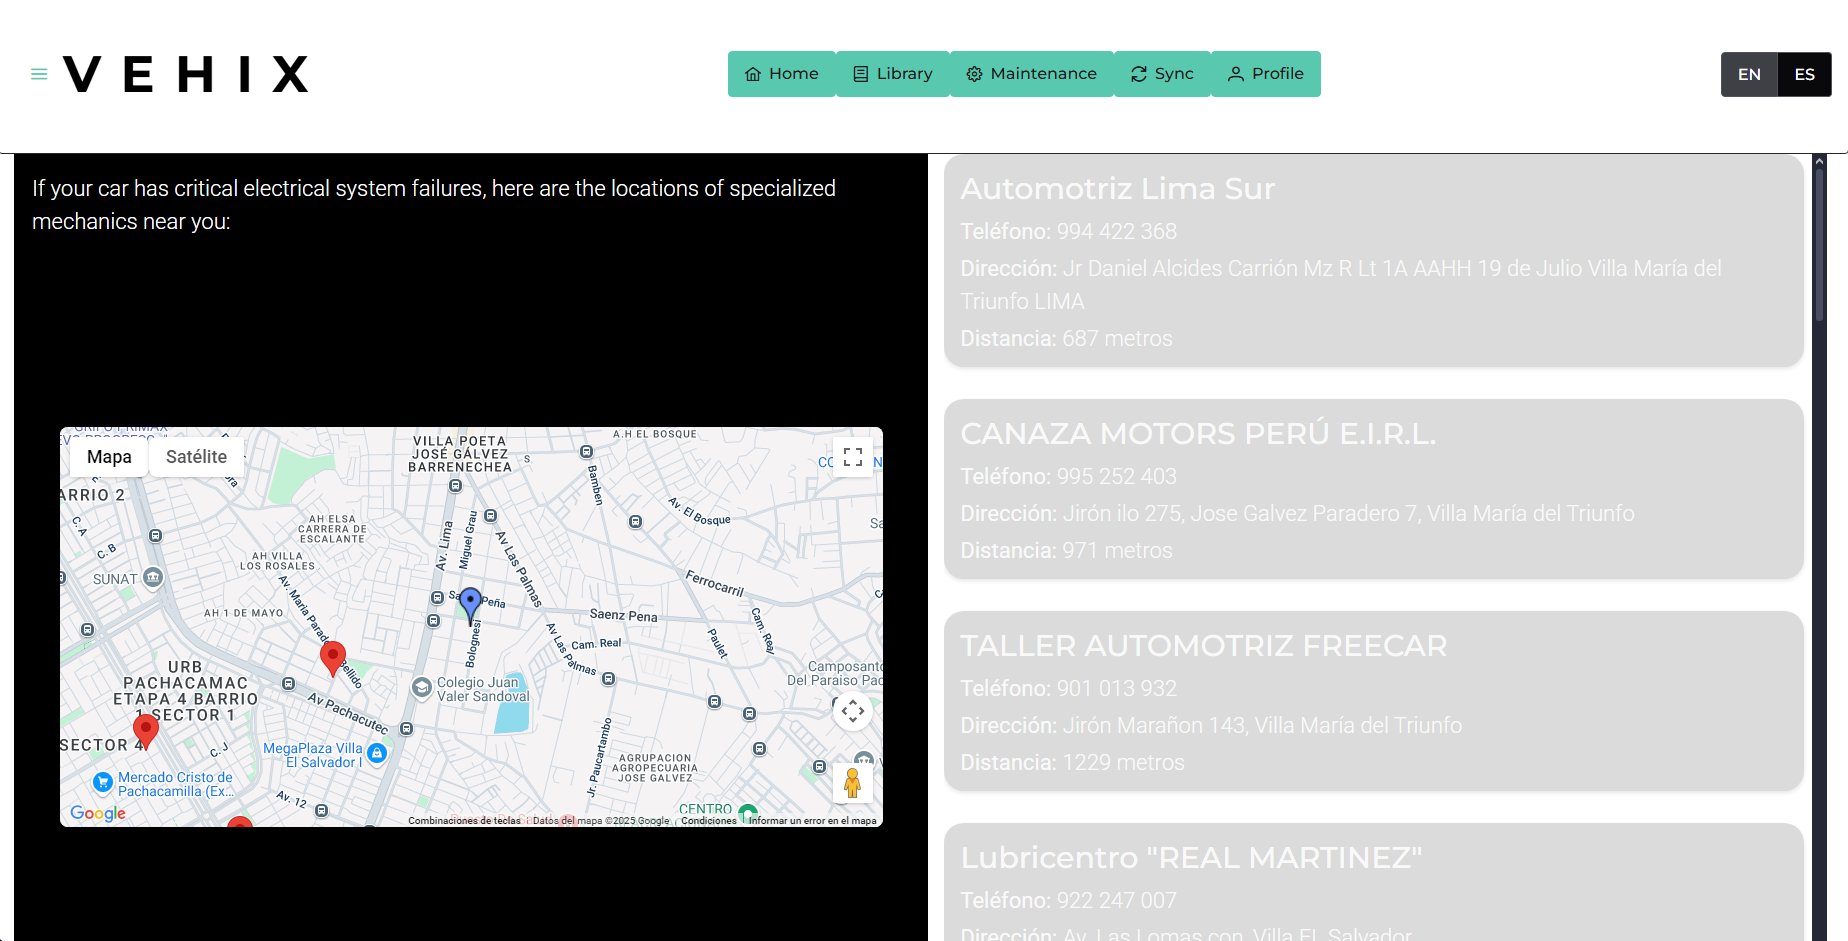 VEHIX
Home
Library
Maintenance
Sync
Profile
EN
ES
If your car has critical electrical system failures, here are the locations of specialized
mechanics near you:
Mapa
Satélite
VILLA POETA
JOSÉ GÁLVEZ
BARRENECHEA
A.H EL BOSQUE
S
ARRIO 2
C. A
C. B
AH ELSA
CARRERA DE
ESCALANTE
AH VILLA
LOS ROSALES
SUNAT
AH 1 DE MAYO
Av. Lima
Miguel Grau
Bamben
Av. El Bosque
Av Las Palmas
Ferrocarril
Saenz Pena
Cam. Real
Av Las Palmas
Bolognesi
Paulet
Cam. Real
Camposanto
Del Paraiso Pac
URB
PACHACAMAC
ETAPA 4 BARRIO
1 SECTOR 1
SECTOR 4
C. J
Av Pachacutec
Colegio Juan
Valer Sandoval
MegaPlaza Villa
El Salvador I
Mercado Cristo de
Pachacamilla (Ex...
Av. 12
Jr. Paucartambo
AGRUPACION
AGROPECUARIA
JOSE GALVEZ
CENTRO
Google
Combinaciones de teclas
Datos del mapa ©2025 Google
Condiciones
Informar un error en el mapa
Automotriz Lima Sur
Teléfono: 994 422 368
Dirección: Jr Daniel Alcides Carrión Mz R Lt 1A AAHH 19 de Julio Villa María del
Triunfo LIMA
Distancia: 687 metros
CANAZA MOTORS PERÚ E.I.R.L.
Teléfono: 995 252 403
Dirección: Jirón ilo 275, Jose Galvez Paradero 7, Villa María del Triunfo
Distancia: 971 metros
TALLER AUTOMOTRIZ FREECAR
Teléfono: 901 013 932
Dirección: Jirón Marañon 143, Villa María del Triunfo
Distancia: 1229 metros
Lubricentro "REAL MARTINEZ"
Teléfono: 922 247 007
Dirección: Av. Las Lomas con, Villa EL Salvador